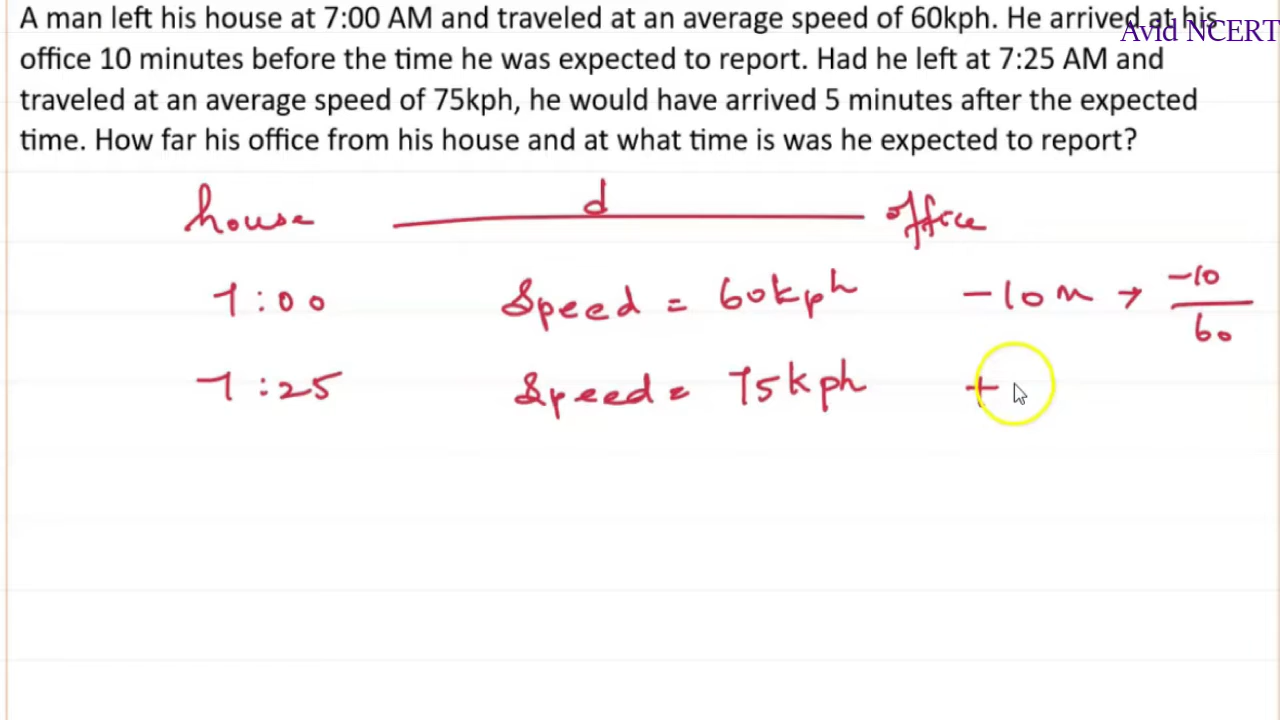 A man left his house at 7:00 AM and traveled at an average speed of 60kph. He arrived at his
Avid NCERT
office 10 minutes before the time he was expected to report. Had he left at 7:25 AM and
traveled at an average speed of 75kph, he would have arrived 5 minutes after the expected
time. How far his office from his house and at what time is was he expected to report?
house d office
7:00 Speed = 60kph -10m → -10/60
7:25 Speed = 75kph +